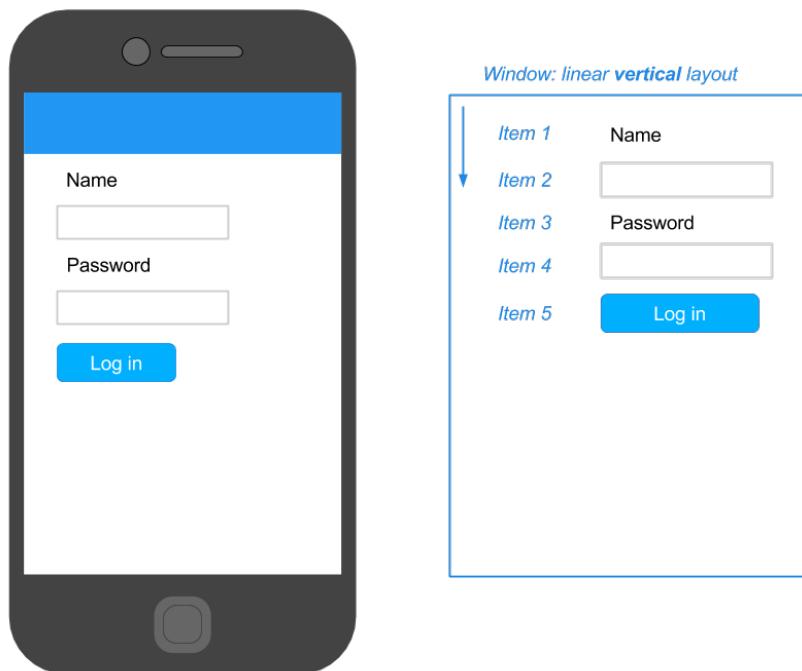 Name
Password
Log in
Window: linear vertical layout
Item 1 Name
Item 2
Item 3 Password
Item 4
Item 5 Log in